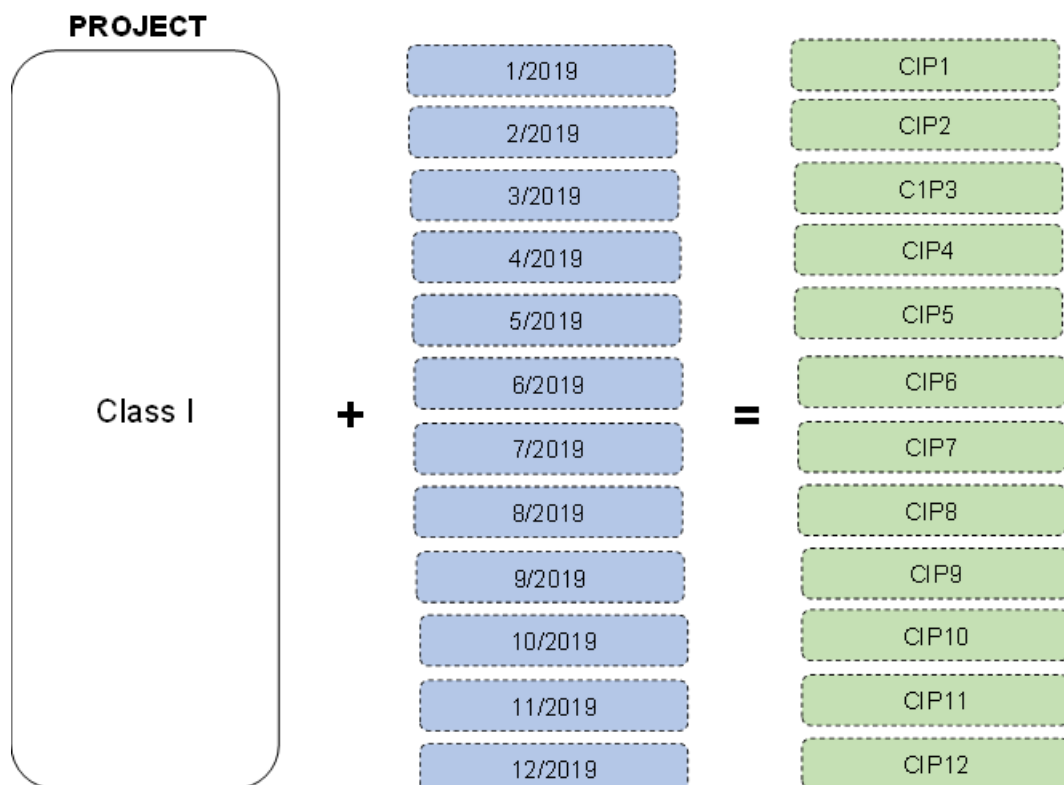 PROJECT
Class I
+
1/2019
2/2019
3/2019
4/2019
5/2019
6/2019
7/2019
8/2019
9/2019
10/2019
11/2019
12/2019
=
CIP1
CIP2
C1P3
CIP4
CIP5
CIP6
CIP7
CIP8
CIP9
CIP10
CIP11
CIP12